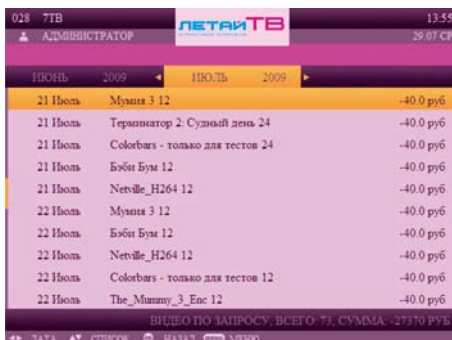 028 7ТВ ЛЕТАЙТВ 13:55
АДМИНИСТРАТОР 29.07 СР
ИЮНЬ 2009 ИЮЛЬ 2009
21 Июль Мумия 3 12 -40.0 руб
21 Июль Терминатор 2: Судный день 24 -40.0 руб
21 Июль Colorbars - только для тестов 24 -40.0 руб
21 Июль Бэби Бум 12 -40.0 руб
21 Июль Netville_H264 12 -40.0 руб
22 Июль Мумия 3 12 -40.0 руб
22 Июль Бэби Бум 12 -40.0 руб
22 Июль Netville_H264 12 -40.0 руб
22 Июль Colorbars - только для тестов 12 -40.0 руб
22 Июль The_Mummy_3_Enc 12 -40.0 руб
ВИДЕО ПО ЗАПРОСУ, ВСЕГО: 73, СУММА: -27370 РУБ
ДАТА СПИСОК НАЗАД МЕНЮ